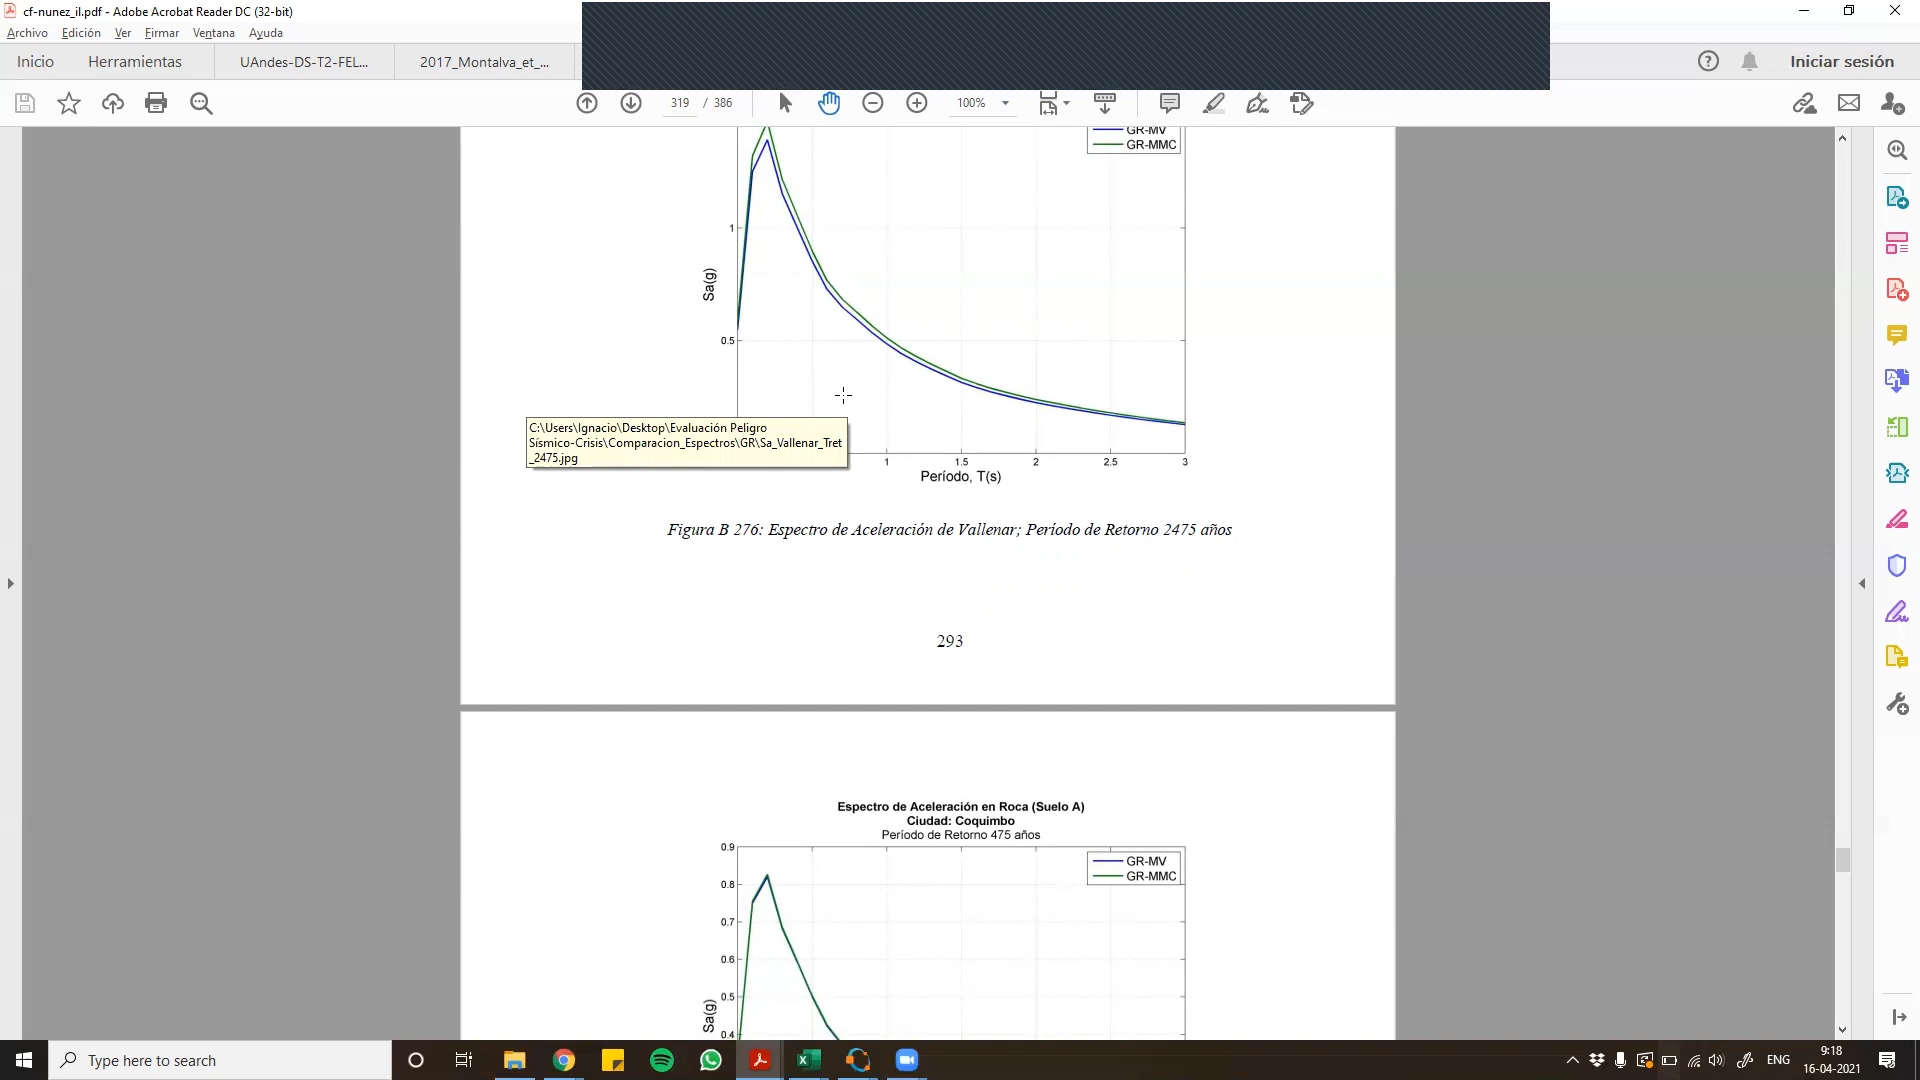 cf-nunez_il.pdf - Adobe Acrobat Reader DC (32-bit)
Archivo Edición Ver Firmar Ventana Ayuda
Inicio Herramientas UAndes-DS-T2-FEL... 2017_Montalva_et_... Iniciar sesión
319 / 386 100%
GR-MV
GR-MMC
1
Sa(g)
0.5
C:\Users\Ignacio\Desktop\Evaluación Peligro
Sísmico-Crisis\Comparacion_Espectros\GR\Sa_Vallenar_Tret
_2475.jpg
1 1.5 2 2.5 3
Período, T(s)
Figura B 276: Espectro de Aceleración de Vallenar; Período de Retorno 2475 años
293
Espectro de Aceleración en Roca (Suelo A)
Ciudad: Coquimbo
Período de Retorno 475 años
0.9
GR-MV
GR-MMC
0.8
0.7
0.6
0.5
Sa(g)
0.4
Type here to search
ENG
9:18
16-04-2021